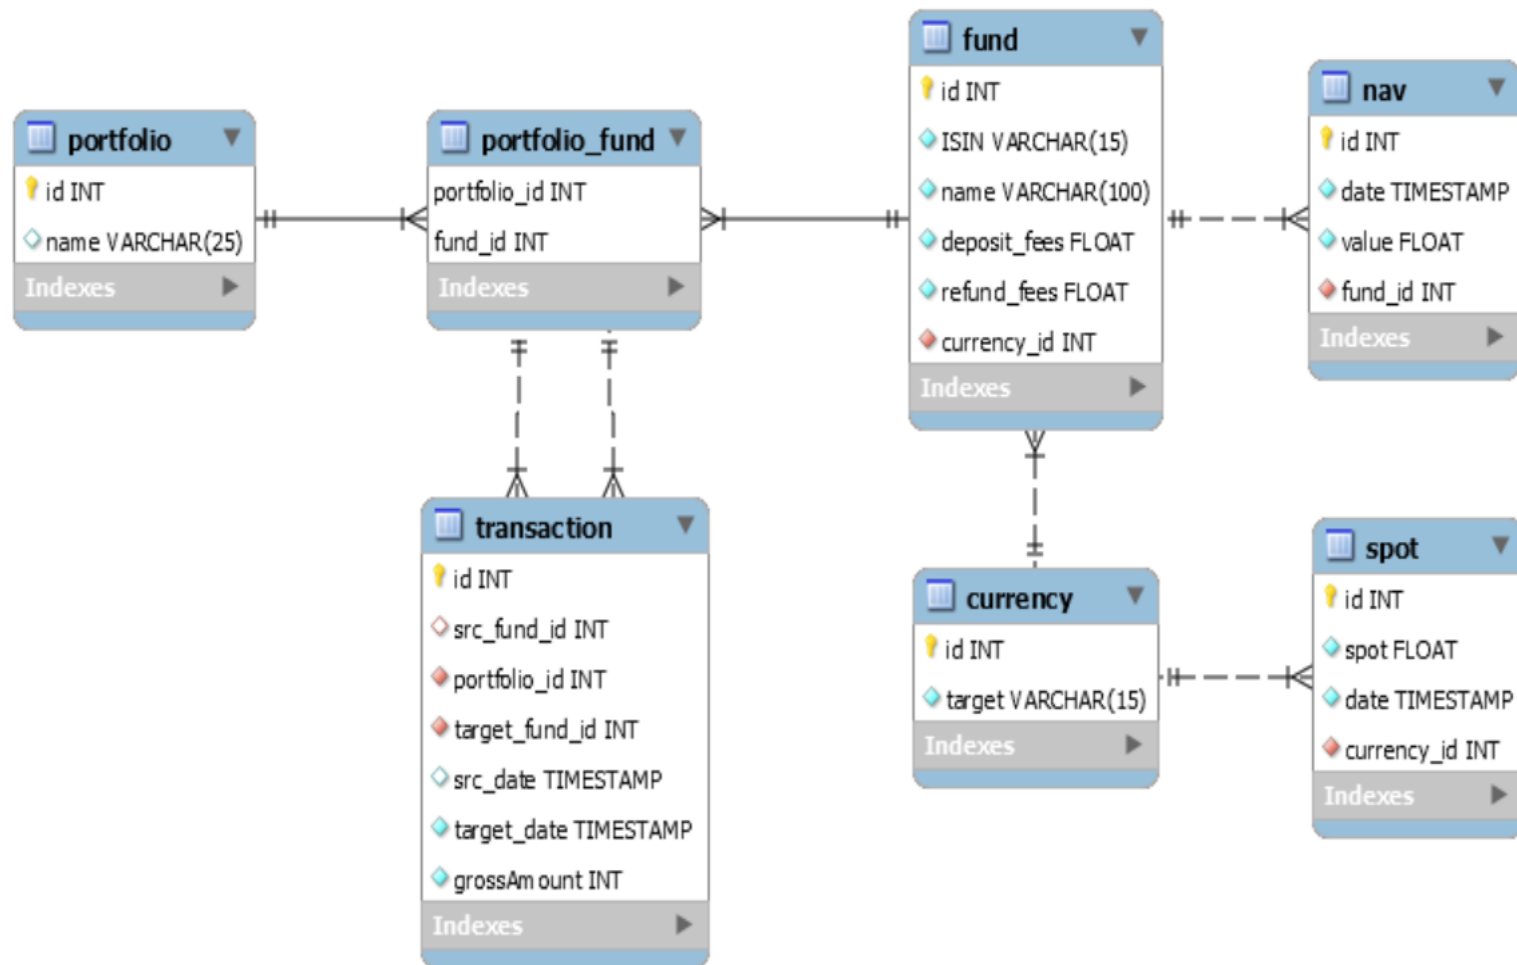 portfolio
id INT
name VARCHAR(25)
Indexes
portfolio_fund
portfolio_id INT
fund_id INT
Indexes
fund
id INT
ISIN VARCHAR(15)
name VARCHAR(100)
deposit_fees FLOAT
refund_fees FLOAT
currency_id INT
Indexes
nav
id INT
date TIMESTAMP
value FLOAT
fund_id INT
Indexes
transaction
id INT
src_fund_id INT
portfolio_id INT
target_fund_id INT
src_date TIMESTAMP
target_date TIMESTAMP
grossAmount INT
Indexes
currency
id INT
target VARCHAR(15)
Indexes
spot
id INT
spot FLOAT
date TIMESTAMP
currency_id INT
Indexes